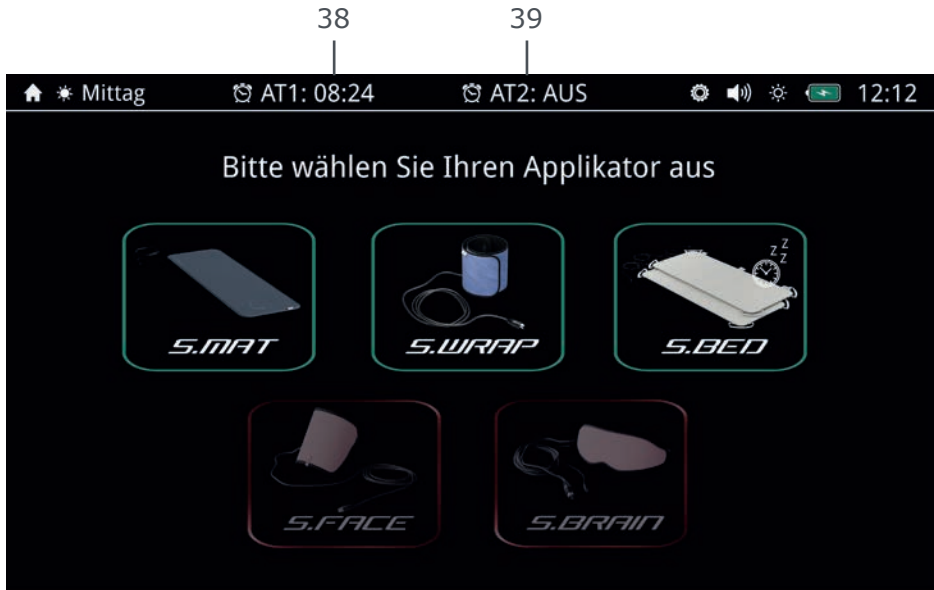 38 39
Mittag AT1: 08:24 AT2: AUS 12:12
Bitte wählen Sie Ihren Applikator aus
z z z
S.MAT S.WRAP S.BED
S.FACE S.BRAIN